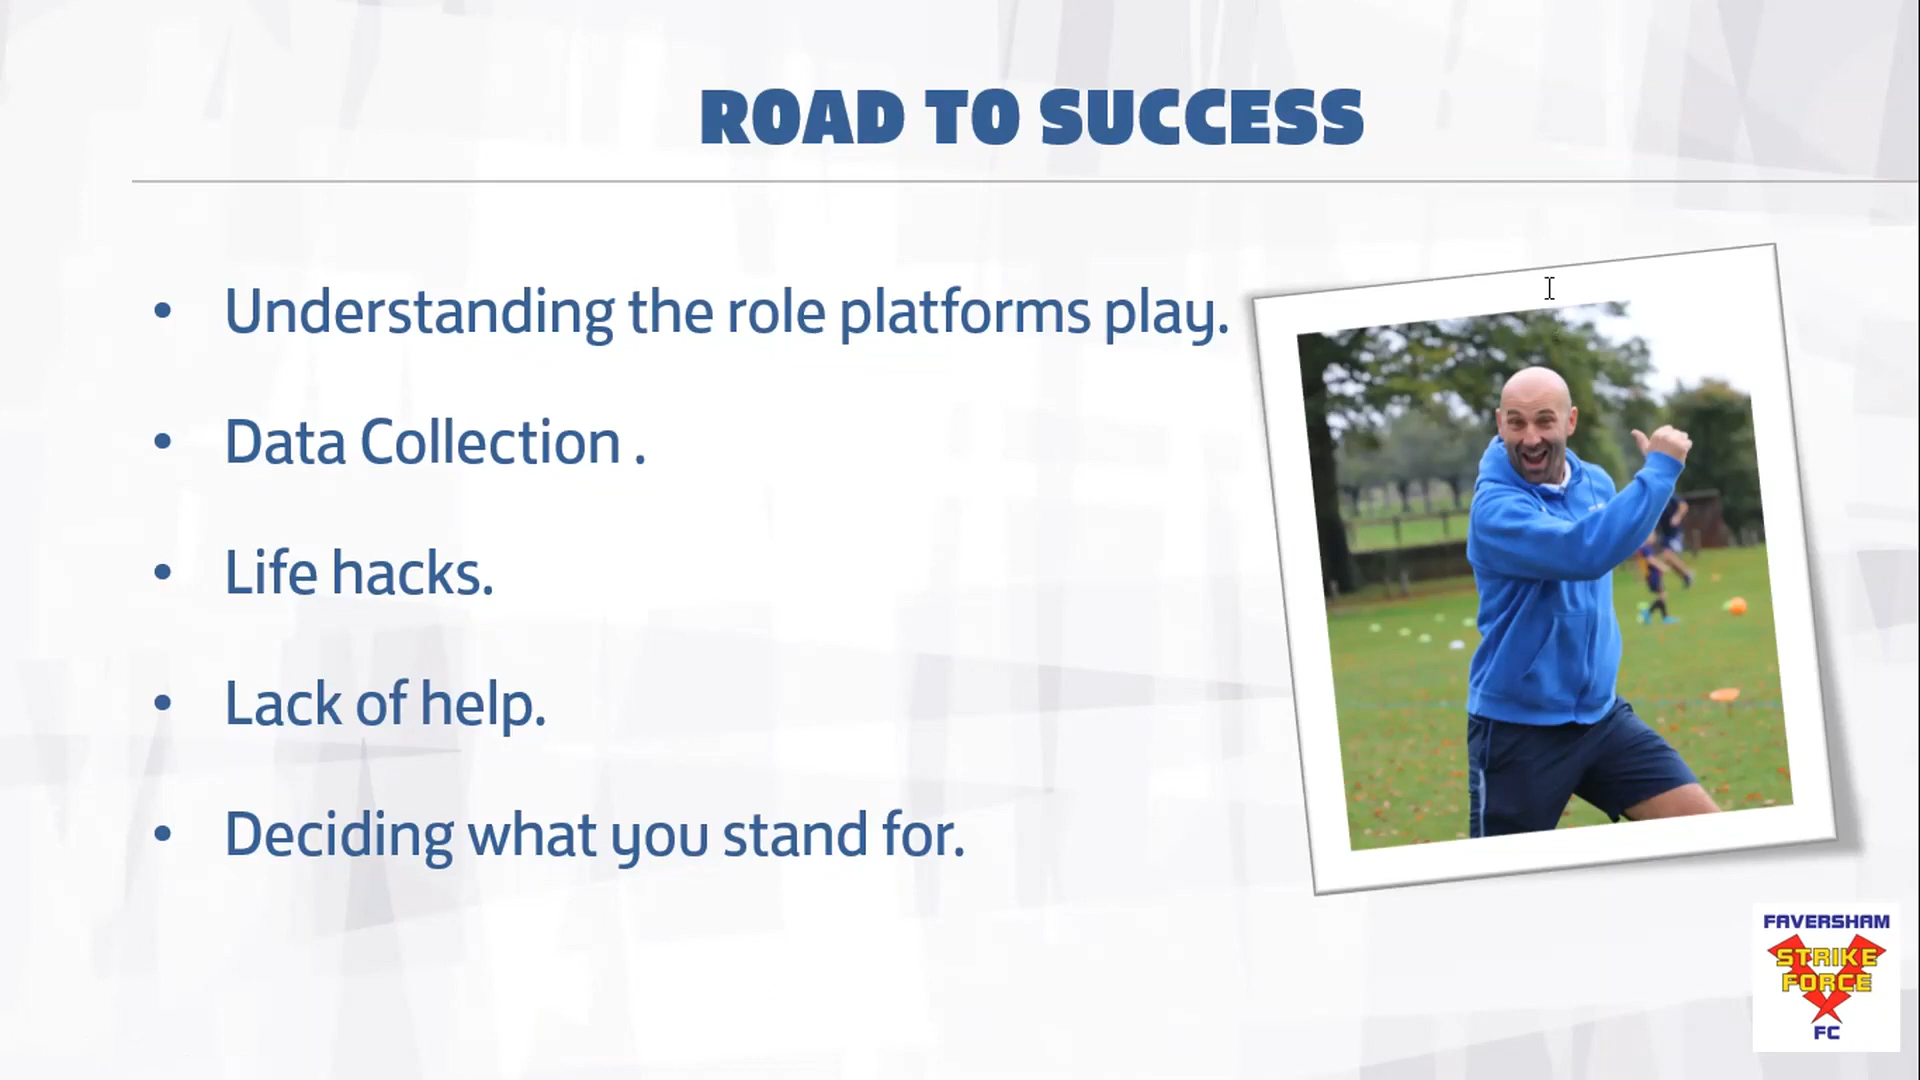 ROAD TO SUCCESS
• Understanding the role platforms play.
• Data Collection .
• Life hacks.
• Lack of help.
• Deciding what you stand for.
FAVERSHAM
STRIKE
FORCE
FC